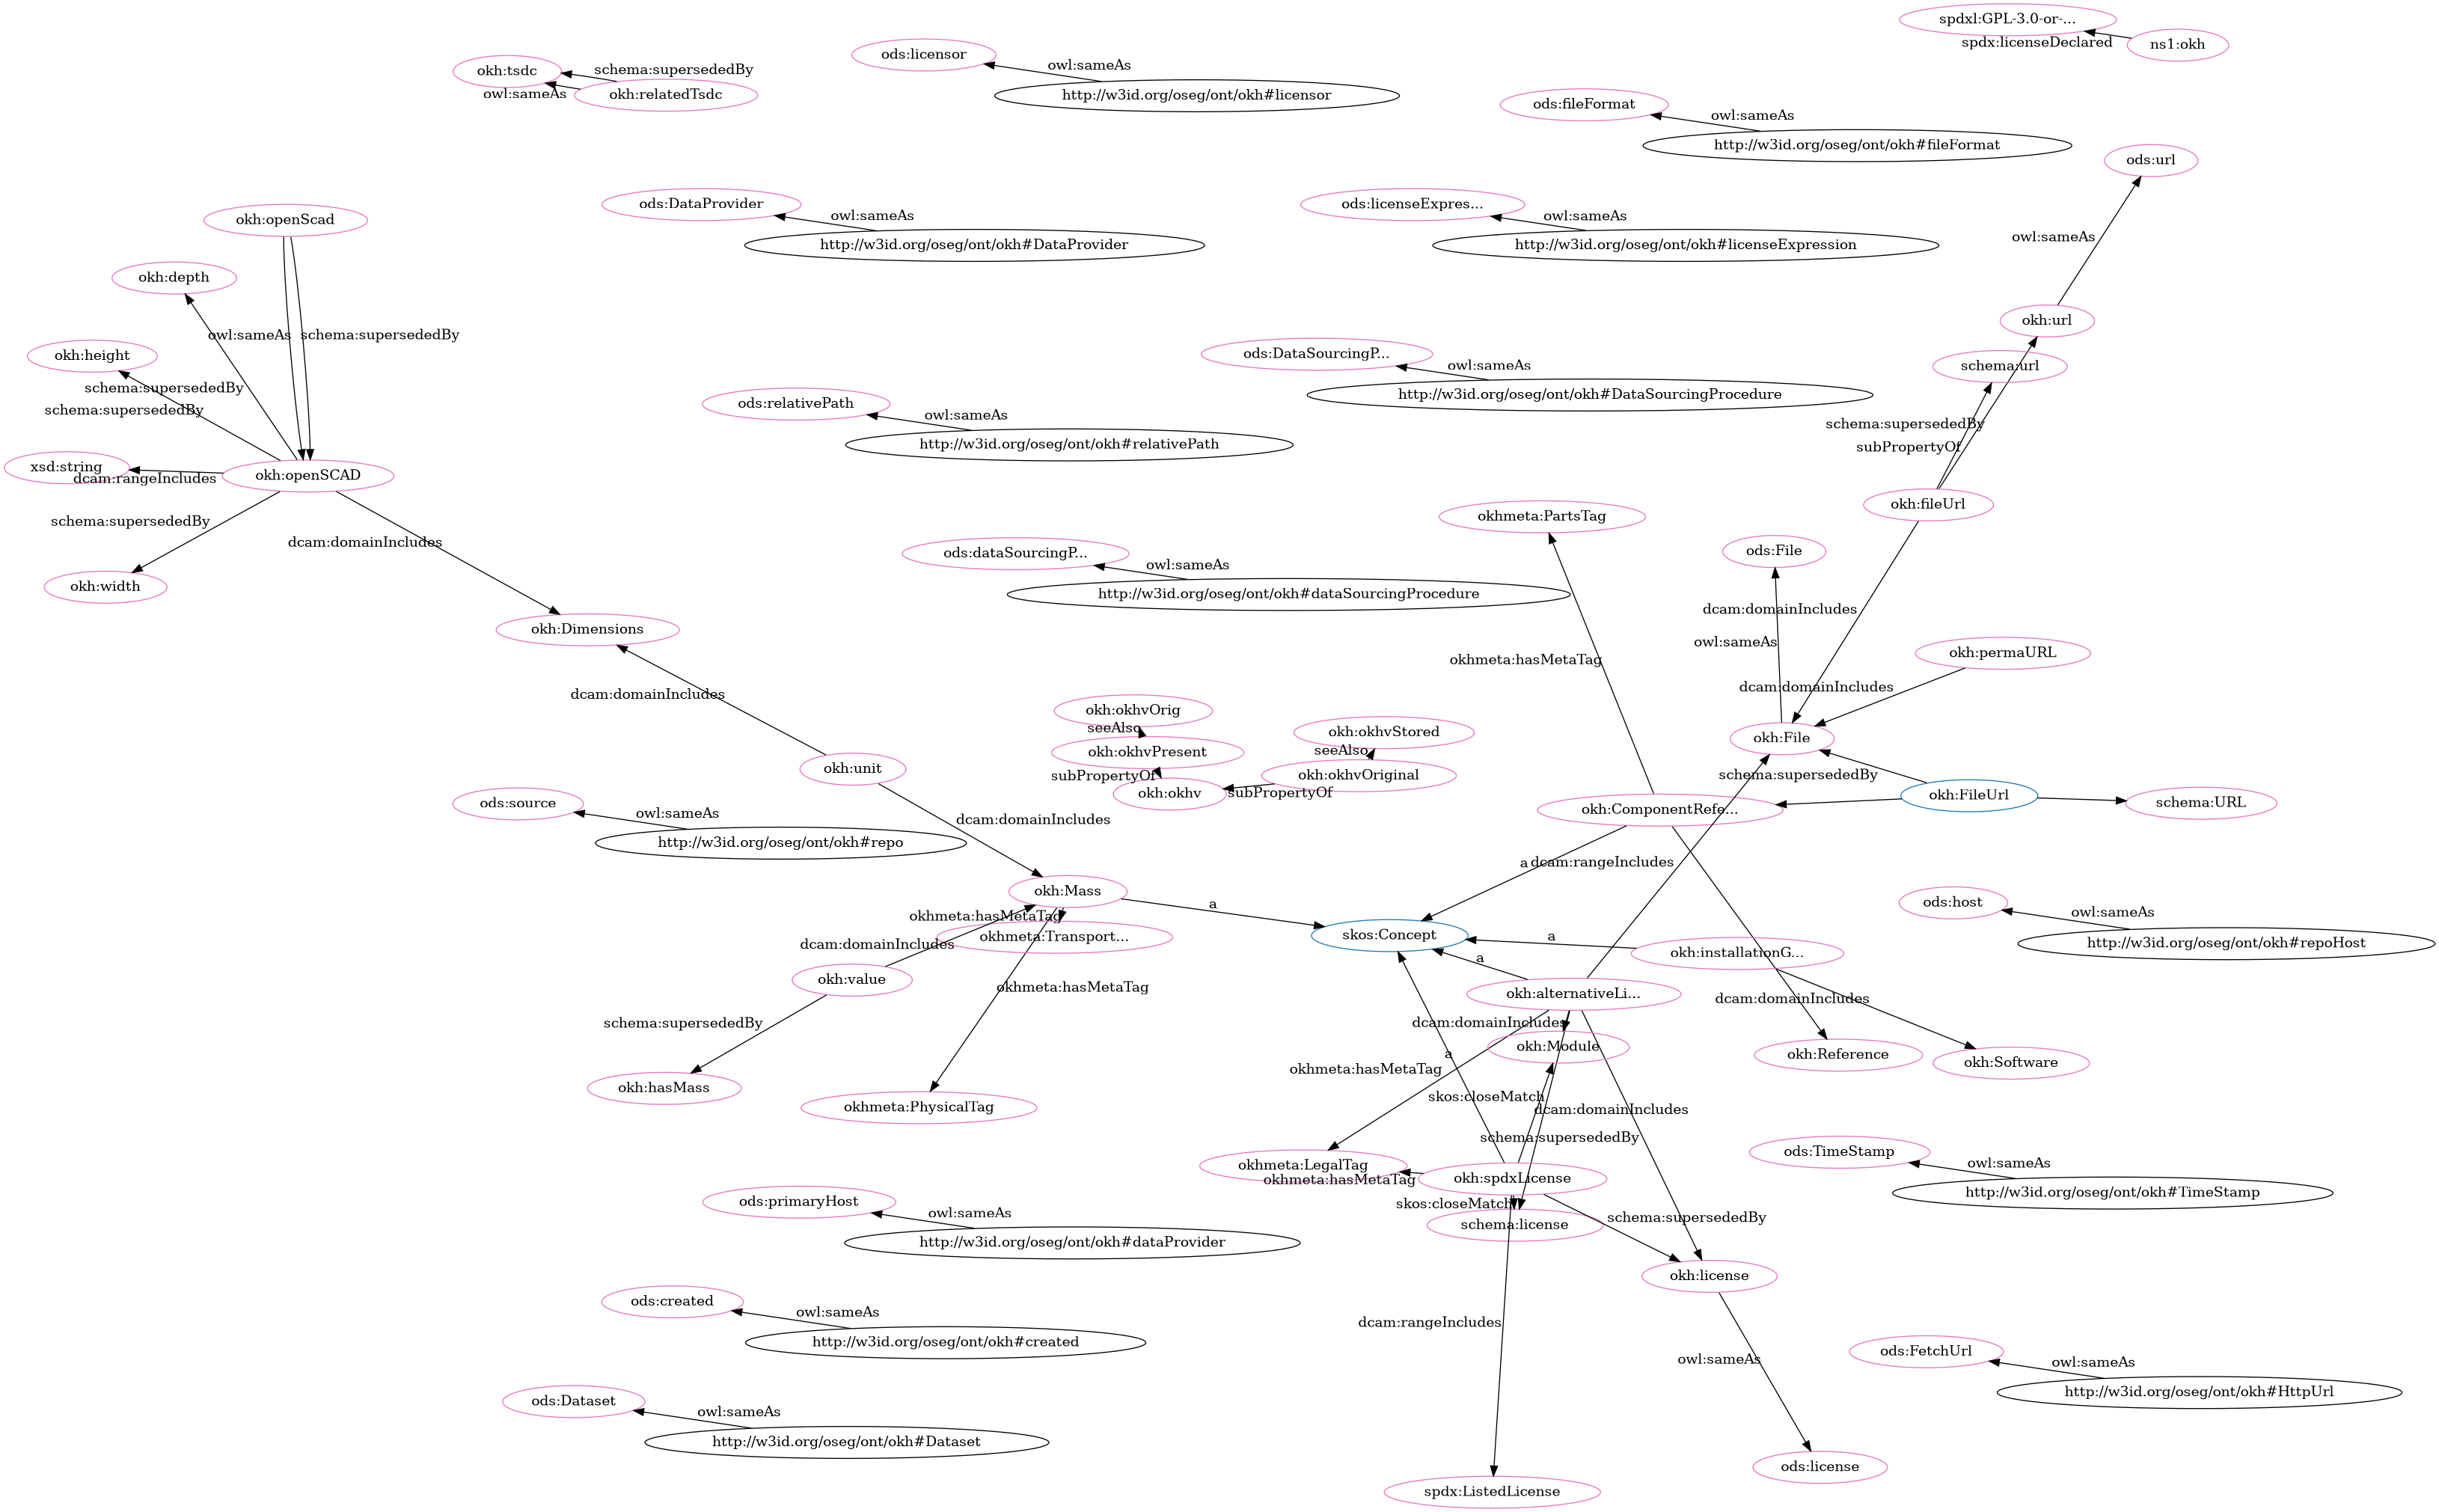 spdxl:GPL-3.0-or-...
spdx:licenseDeclared
ns1:okh
ods:licensor
owl:sameAs
http://w3id.org/oseg/ont/okh#licensor
okh:tsdc
schema:supersededBy
owl:sameAs
okh:relatedTsdc
ods:fileFormat
owl:sameAs
http://w3id.org/oseg/ont/okh#fileFormat
ods:url
owl:sameAs
okh:url
okh:openScad
owl:sameAs
schema:supersededBy
ods:DataProvider
owl:sameAs
http://w3id.org/oseg/ont/okh#DataProvider
ods:licenseExpres...
owl:sameAs
http://w3id.org/oseg/ont/okh#licenseExpression
okh:depth
okh:height
schema:supersededBy
schema:supersededBy
xsd:string
dcam:rangeIncludes
okh:openSCAD
schema:supersededBy
okh:width
dcam:domainIncludes
okh:Dimensions
ods:DataSourcingP...
owl:sameAs
http://w3id.org/oseg/ont/okh#DataSourcingProcedure
schema:url
schema:supersededBy
subPropertyOf
okh:fileUrl
ods:relativePath
owl:sameAs
http://w3id.org/oseg/ont/okh#relativePath
okhmeta:PartsTag
ods:dataSourcingP...
owl:sameAs
http://w3id.org/oseg/ont/okh#dataSourcingProcedure
ods:File
dcam:domainIncludes
owl:sameAs
okh:permaURL
dcam:domainIncludes
okh:File
okhmeta:hasMetaTag
dcam:domainIncludes
okh:unit
dcam:domainIncludes
okh:okhvOrig
seeAlso
okh:okhvPresent
subPropertyOf
okh:okhv
okh:okhvStored
seeAlso
okh:okhvOriginal
subPropertyOf
schema:supersededBy
okh:FileUrl
schema:URL
okh:ComponentRefe...
ods:source
owl:sameAs
http://w3id.org/oseg/ont/okh#repo
a
dcam:rangeIncludes
okh:Mass
a
okhmeta:hasMetaTag
okhmeta:Transport...
dcam:domainIncludes
okh:value
okhmeta:hasMetaTag
skos:Concept
a
okh:installationG...
a
okh:alternativeLi...
ods:host
owl:sameAs
http://w3id.org/oseg/ont/okh#repoHost
dcam:domainIncludes
schema:supersededBy
okh:hasMass
okhmeta:PhysicalTag
dcam:domainIncludes
okh:Module
a
okhmeta:hasMetaTag
okh:Reference
okh:Software
skos:closeMatch
dcam:domainIncludes
schema:supersededBy
okhmeta:LegalTag
okhmeta:hasMetaTag
okh:spdxLicense
skos:closeMatch
schema:license
schema:supersededBy
ods:TimeStamp
owl:sameAs
http://w3id.org/oseg/ont/okh#TimeStamp
ods:primaryHost
owl:sameAs
http://w3id.org/oseg/ont/okh#dataProvider
okh:license
ods:created
owl:sameAs
http://w3id.org/oseg/ont/okh#created
dcam:rangeIncludes
owl:sameAs
ods:FetchUrl
owl:sameAs
http://w3id.org/oseg/ont/okh#HttpUrl
ods:Dataset
owl:sameAs
http://w3id.org/oseg/ont/okh#Dataset
ods:license
spdx:ListedLicense